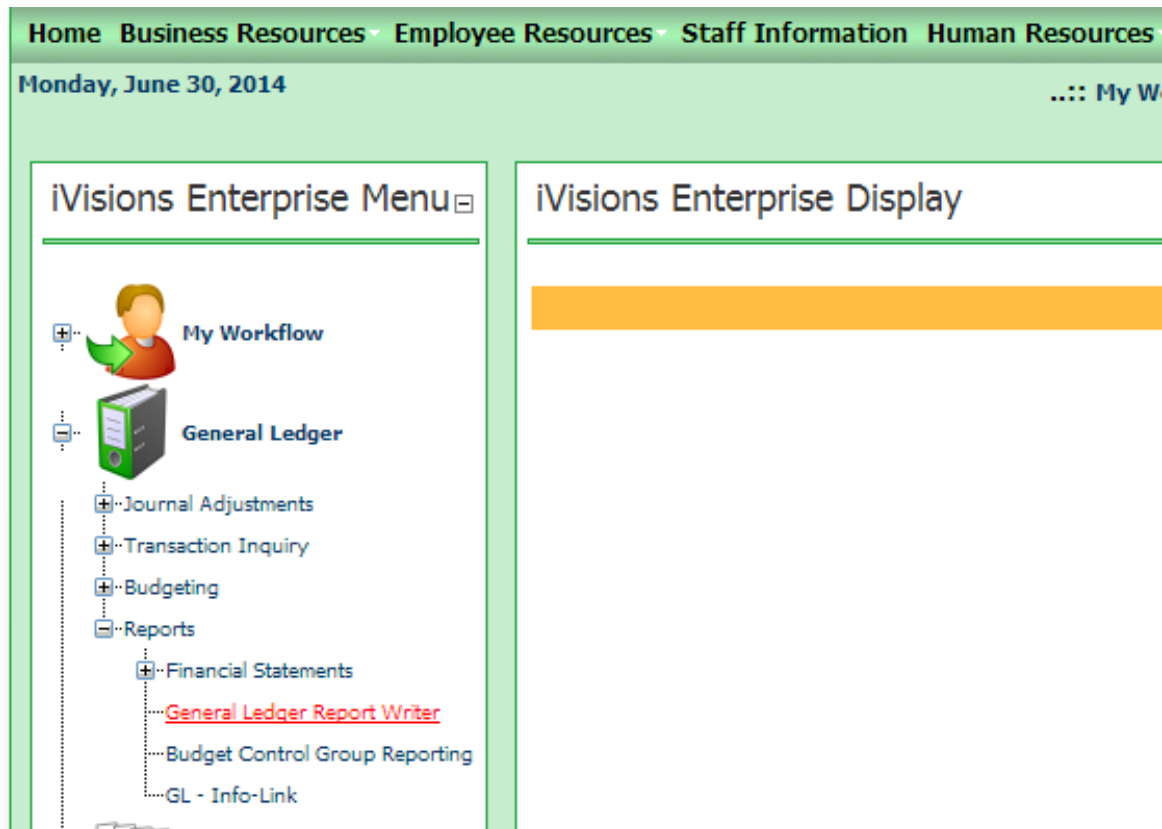 Home Business Resources Employee Resources Staff Information Human Resources
Monday, June 30, 2014
..:: My W
iVisions Enterprise Menu
iVisions Enterprise Display
My Workflow
General Ledger
Journal Adjustments
Transaction Inquiry
Budgeting
Reports
Financial Statements
General Ledger Report Writer
Budget Control Group Reporting
GL - Info-Link